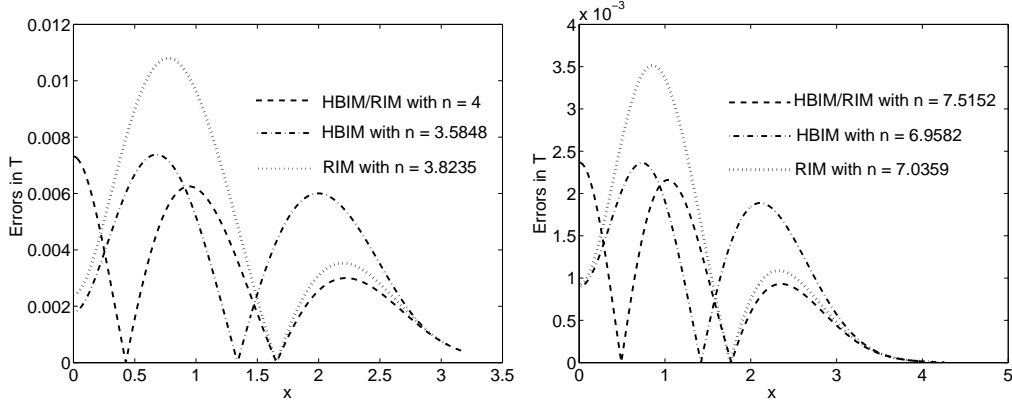 0.012
0.01
0.008
0.006
0.004
0.002
0
0
0.5
1
1.5
2
2.5
3
3.5
x
Errors in T
HBIM/RIM with n = 4
HBIM with n = 3.5848
RIM with n = 3.8235
x 10⁻³
4
3.5
3
2.5
2
1.5
1
0.5
0
0
1
2
3
4
5
x
Errors in T
HBIM/RIM with n = 7.5152
HBIM with n = 6.9582
RIM with n = 7.0359